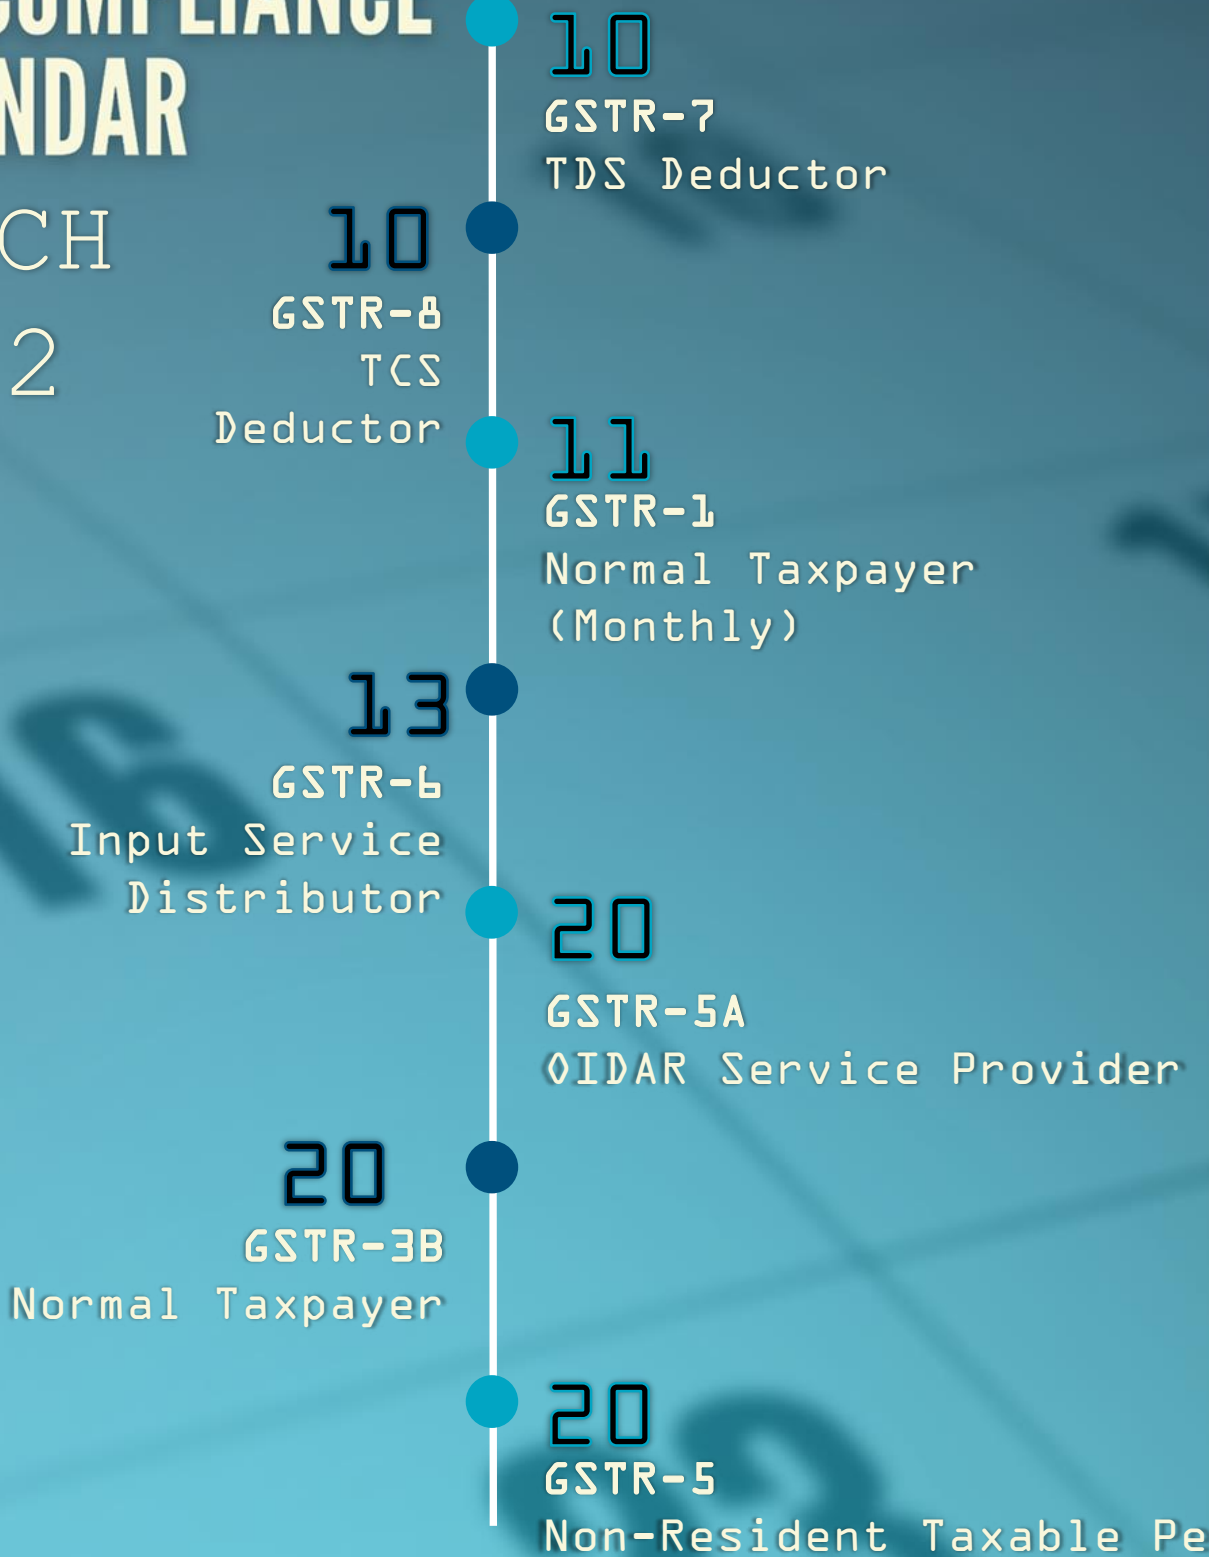 COMPLIANCE
NDAR
CH
2
10
GSTR-7
TDS Deductor
10
GSTR-8
TCS
Deductor
11
GSTR-1
Normal Taxpayer
(Monthly)
13
GSTR-6
Input Service
Distributor
20
GSTR-5A
OIDAR Service Provider
20
GSTR-3B
Normal Taxpayer
20
GSTR-5
Non-Resident Taxable Pe